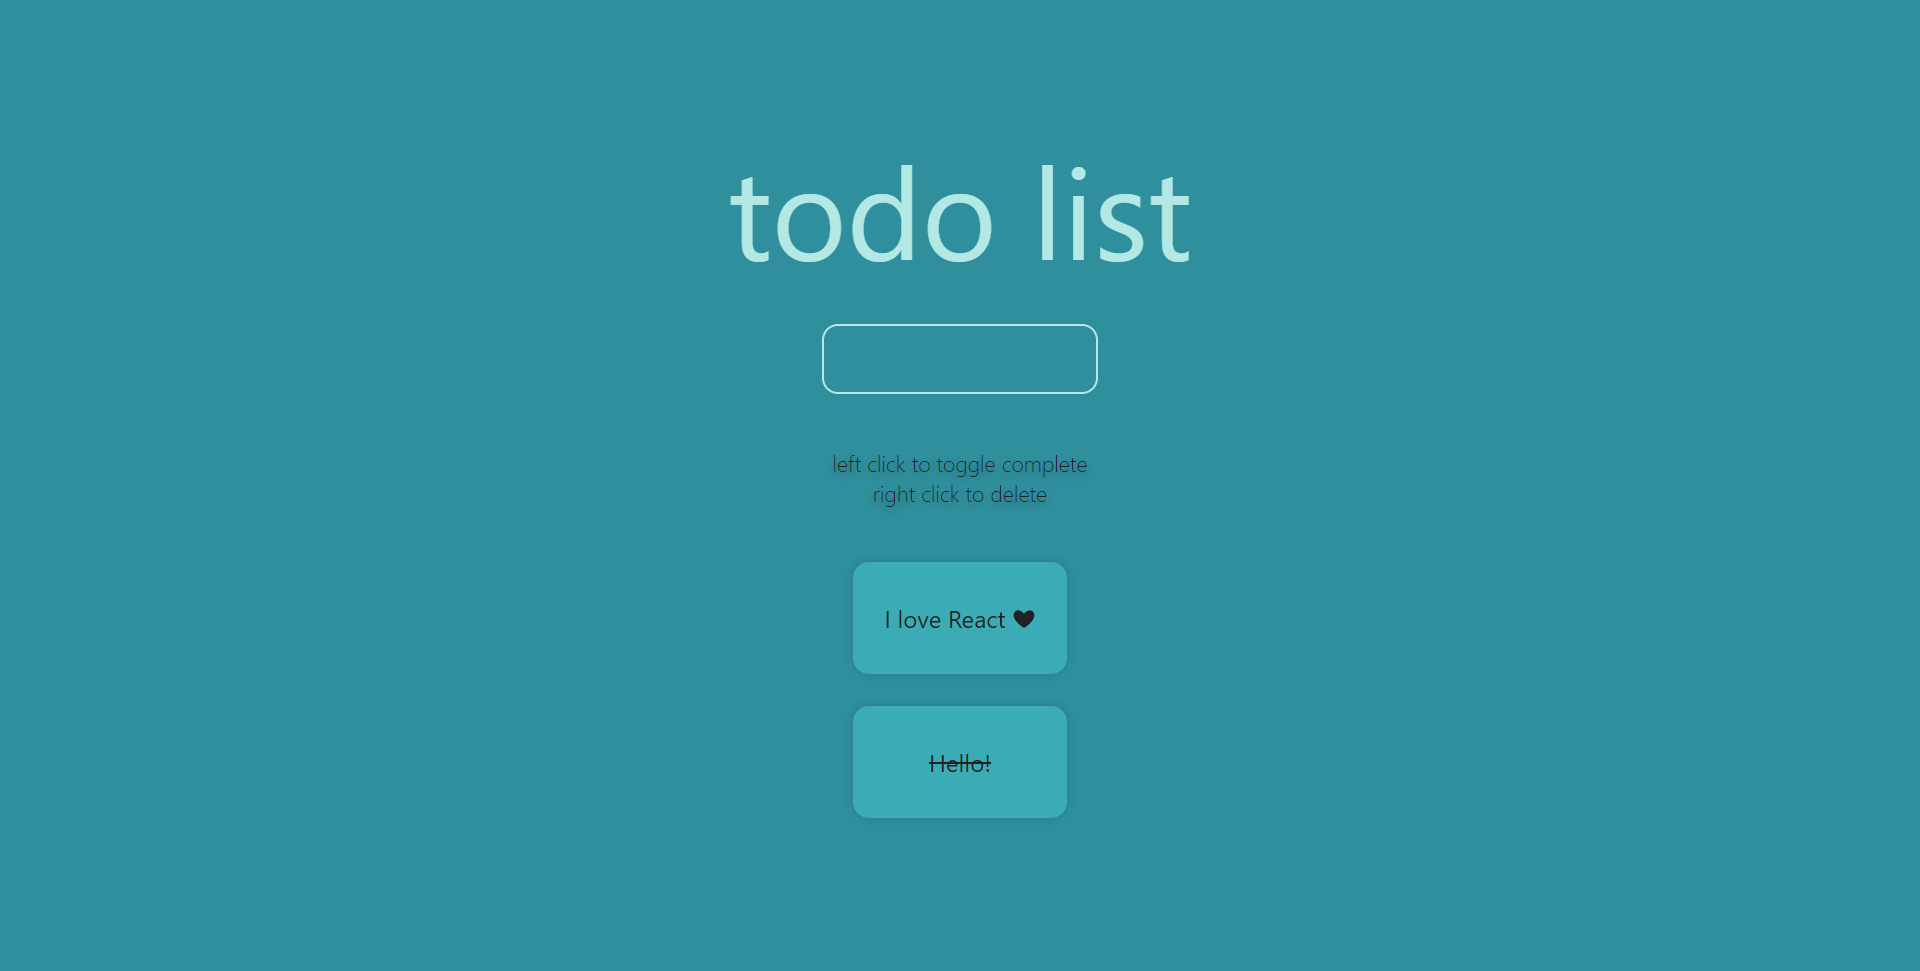 todo list
left click to toggle complete
right click to delete
I love React ♥
Hello!